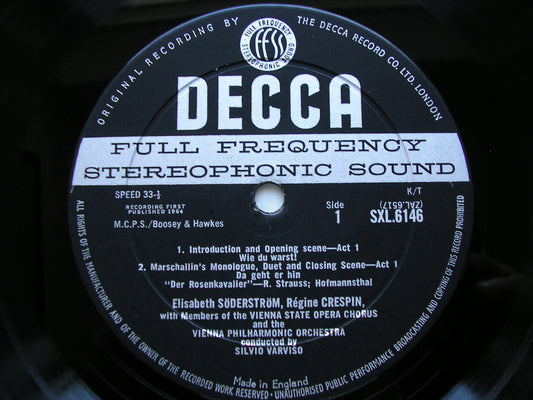 ORIGINAL RECORDING BY THE DECCA RECORD CO. LTD. LONDON
FULL FREQUENCY
ffss
STEREOPHONIC SOUND
DECCA
FULL FREQUENCY
STEREOPHONIC SOUND
SPEED 33-⅓
K/T
RECORDING FIRST
PUBLISHED 1964
Side
1
(ZAL.6517)
SXL.6146
M.C.P.S./Boosey & Hawkes
1. Introduction and Opening scene—Act 1
Wie du warst!
2. Marschallin's Monologue, Duet and Closing Scene—Act 1
Da geht er hin
"Der Rosenkavalier"—R. Strauss; Hofmannsthal
Elisabeth SÖDERSTRÖM, Régine CRESPIN,
with Members of the VIENNA STATE OPERA CHORUS
and the
VIENNA PHILHARMONIC ORCHESTRA
conducted by
SILVIO VARVISO
Made in England
ALL RIGHTS OF THE MANUFACTURER AND OF THE OWNER OF THE RECORDED WORK RESERVED - UNAUTHORISED PUBLIC PERFORMANCE BROADCASTING AND COPYING OF THIS RECORD PROHIBITED